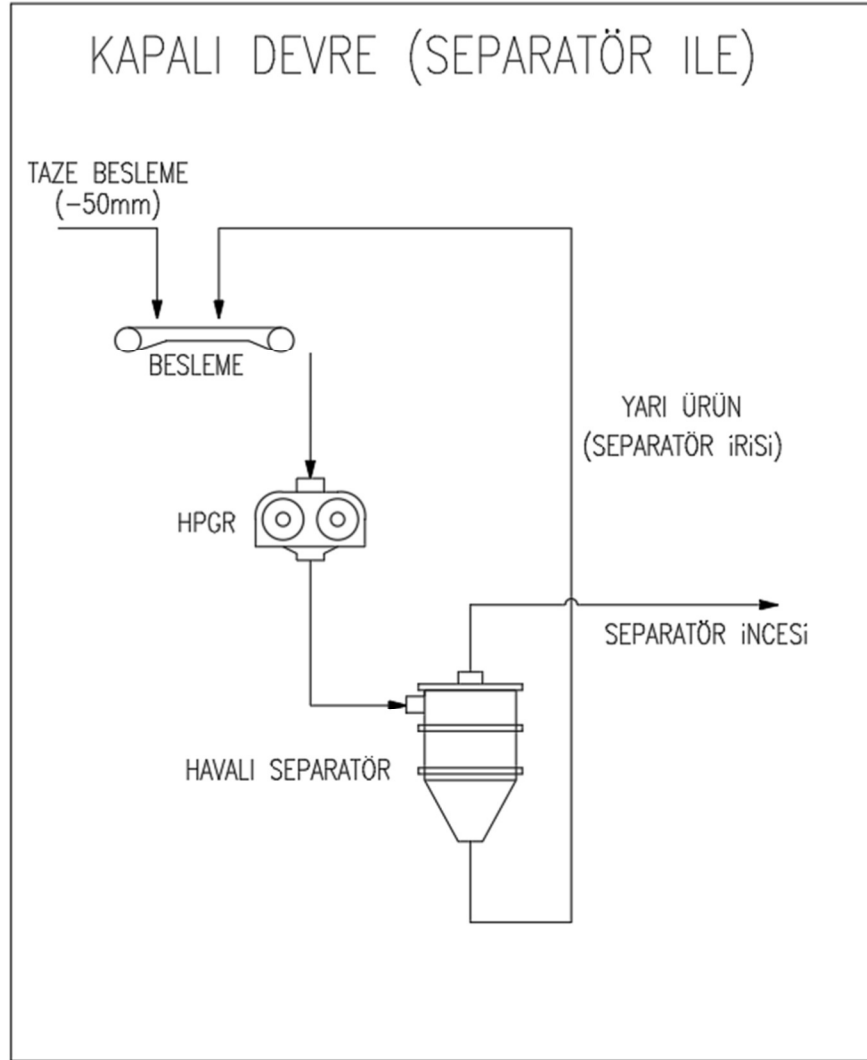 KAPALI DEVRE (SEPARATÖR ILE)
TAZE BESLEME
(-50mm)
BESLEME
YARI ÜRÜN
(SEPARATÖR iRiSi)
HPGR
SEPARATÖR iNCESi
HAVALI SEPARATÖR